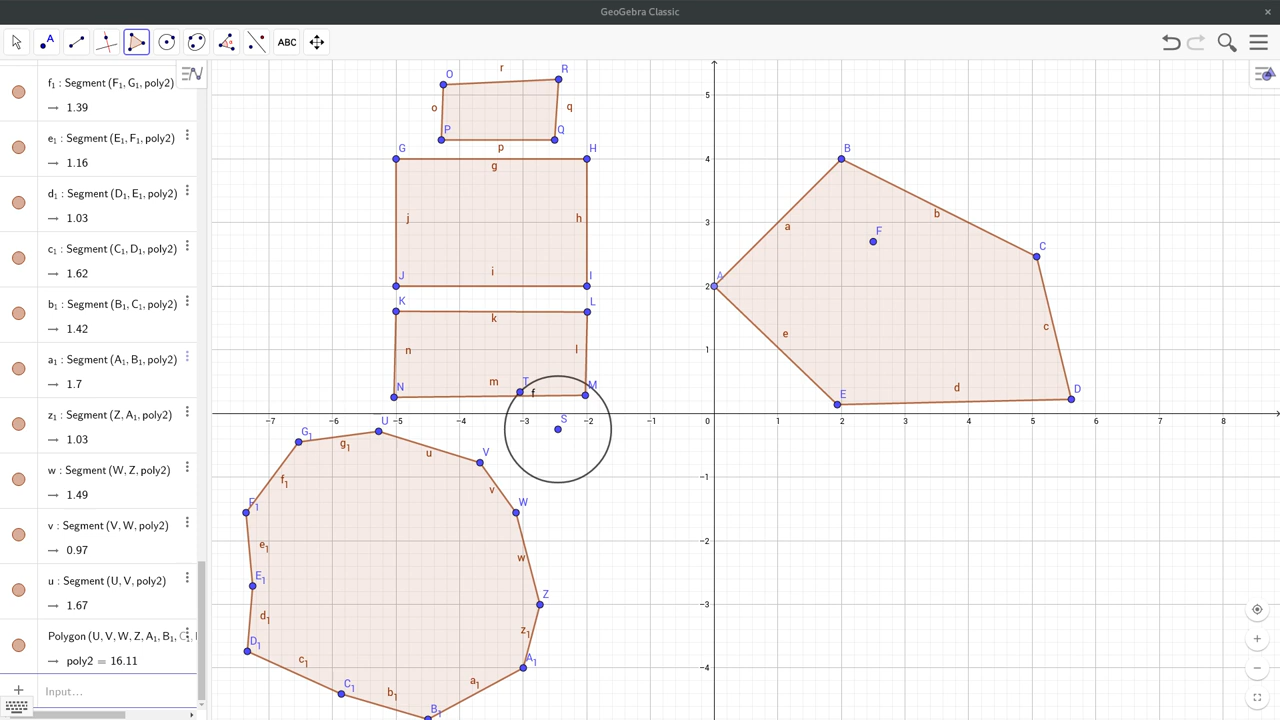 GeoGebra Classic
×
ABC
f₁ : Segment (F₁, G₁, poly2)
→ 1.39
e₁ : Segment (E₁, F₁, poly2)
→ 1.16
d₁ : Segment (D₁, E₁, poly2)
→ 1.03
c₁ : Segment (C₁, D₁, poly2)
→ 1.62
b₁ : Segment (B₁, C₁, poly2)
→ 1.42
a₁ : Segment (A₁, B₁, poly2)
→ 1.7
z₁ : Segment (Z, A₁, poly2)
→ 1.03
w : Segment (W, Z, poly2)
→ 1.49
v : Segment (V, W, poly2)
→ 0.97
u : Segment (U, V, poly2)
→ 1.67
Polygon (U, V, W, Z, A₁, B₁, C₁,
→ poly2 = 16.11
+ Input...
r
O R
o q
P Q
p
G H
g
j h
i
J I
K L
k
n l
m
N T M
f
S
U
G₁
g₁ u V
f₁ v
F₁ W
e₁ w
E₁ Z
d₁ z₁
D₁ A₁
c₁ a₁
C₁ b₁
B₁
B
a b
F
C
A
e c
d
E D
5
4
3
2
1
−7 −6 −5 −4 −3 −2 −1 0 1 2 3 4 5 6 7 8
−1
−2
−3
−4